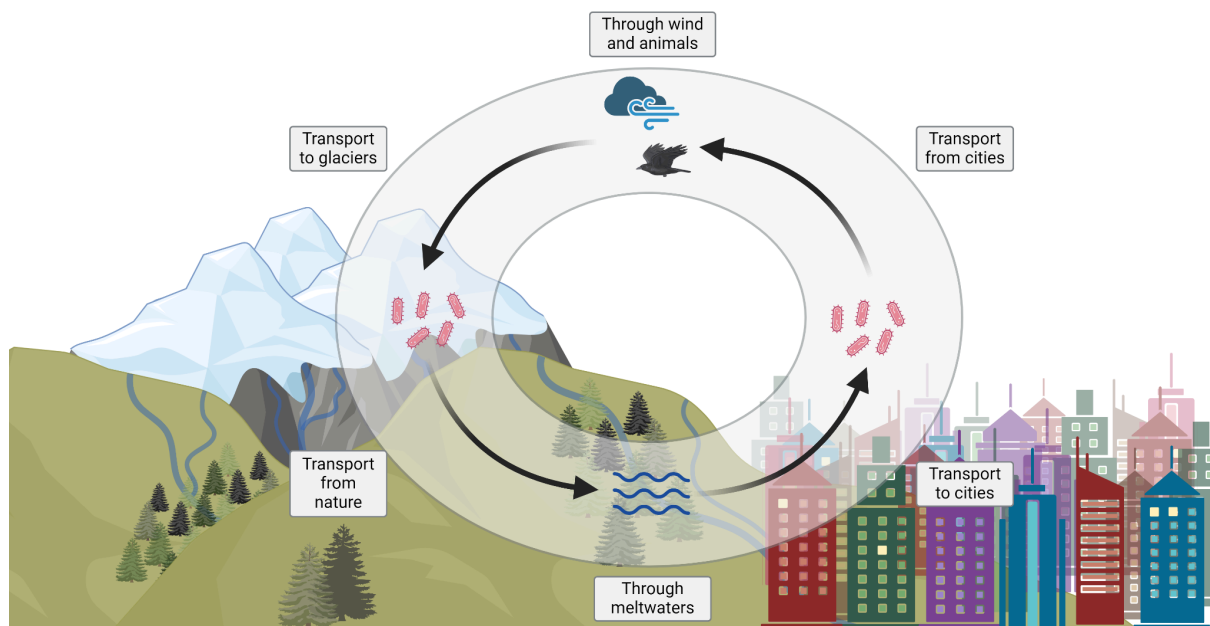 Through wind
and animals
Transport
to glaciers
Transport
from cities
Transport
from
nature
Transport
to cities
Through
meltwaters